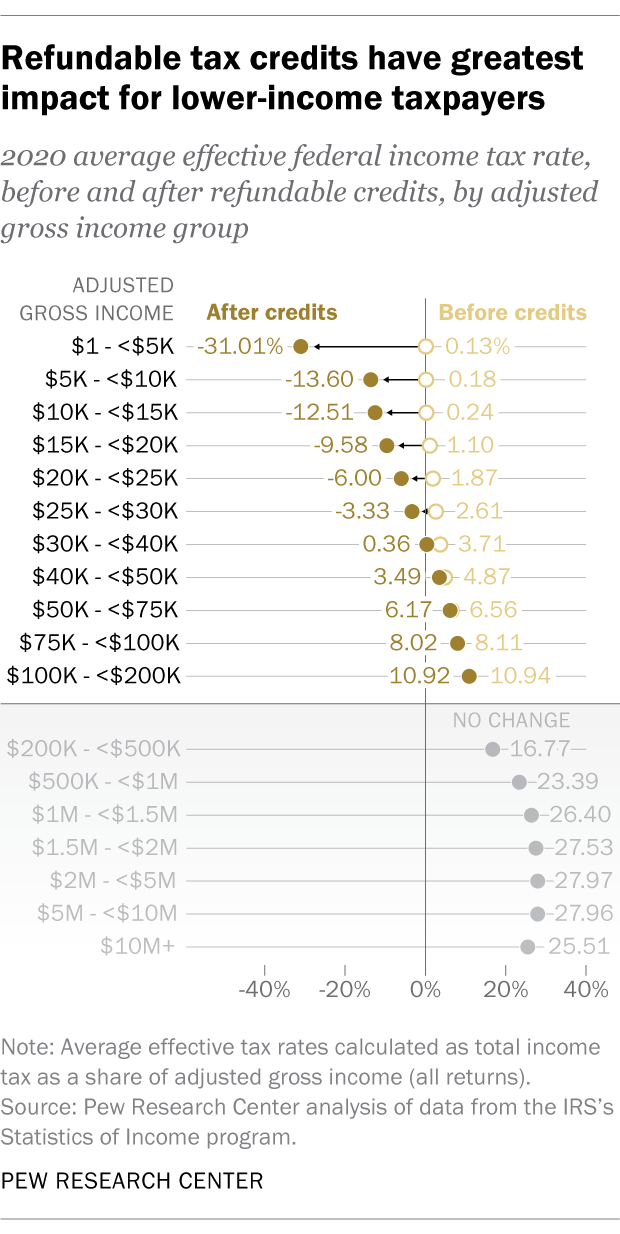 Refundable tax credits have greatest
impact for lower-income taxpayers
2020 average effective federal income tax rate,
before and after refundable credits, by adjusted
gross income group
ADJUSTED
GROSS INCOME After credits Before credits
$1 - <$5K -31.01% 0.13%
$5K - <$10K -13.60 0.18
$10K - <$15K -12.51 0.24
$15K - <$20K -9.58 1.10
$20K - <$25K -6.00 1.87
$25K - <$30K -3.33 2.61
$30K - <$40K 0.36 3.71
$40K - <$50K 3.49 4.87
$50K - <$75K 6.17 6.56
$75K - <$100K 8.02 8.11
$100K - <$200K 10.92 10.94
NO CHANGE
$200K - <$500K 16.77
$500K - <$1M 23.39
$1M - <$1.5M 26.40
$1.5M - <$2M 27.53
$2M - <$5M 27.97
$5M - <$10M 27.96
$10M+ 25.51
-40% -20% 0% 20% 40%
Note: Average effective tax rates calculated as total income
tax as a share of adjusted gross income (all returns).
Source: Pew Research Center analysis of data from the IRS’s
Statistics of Income program.
PEW RESEARCH CENTER